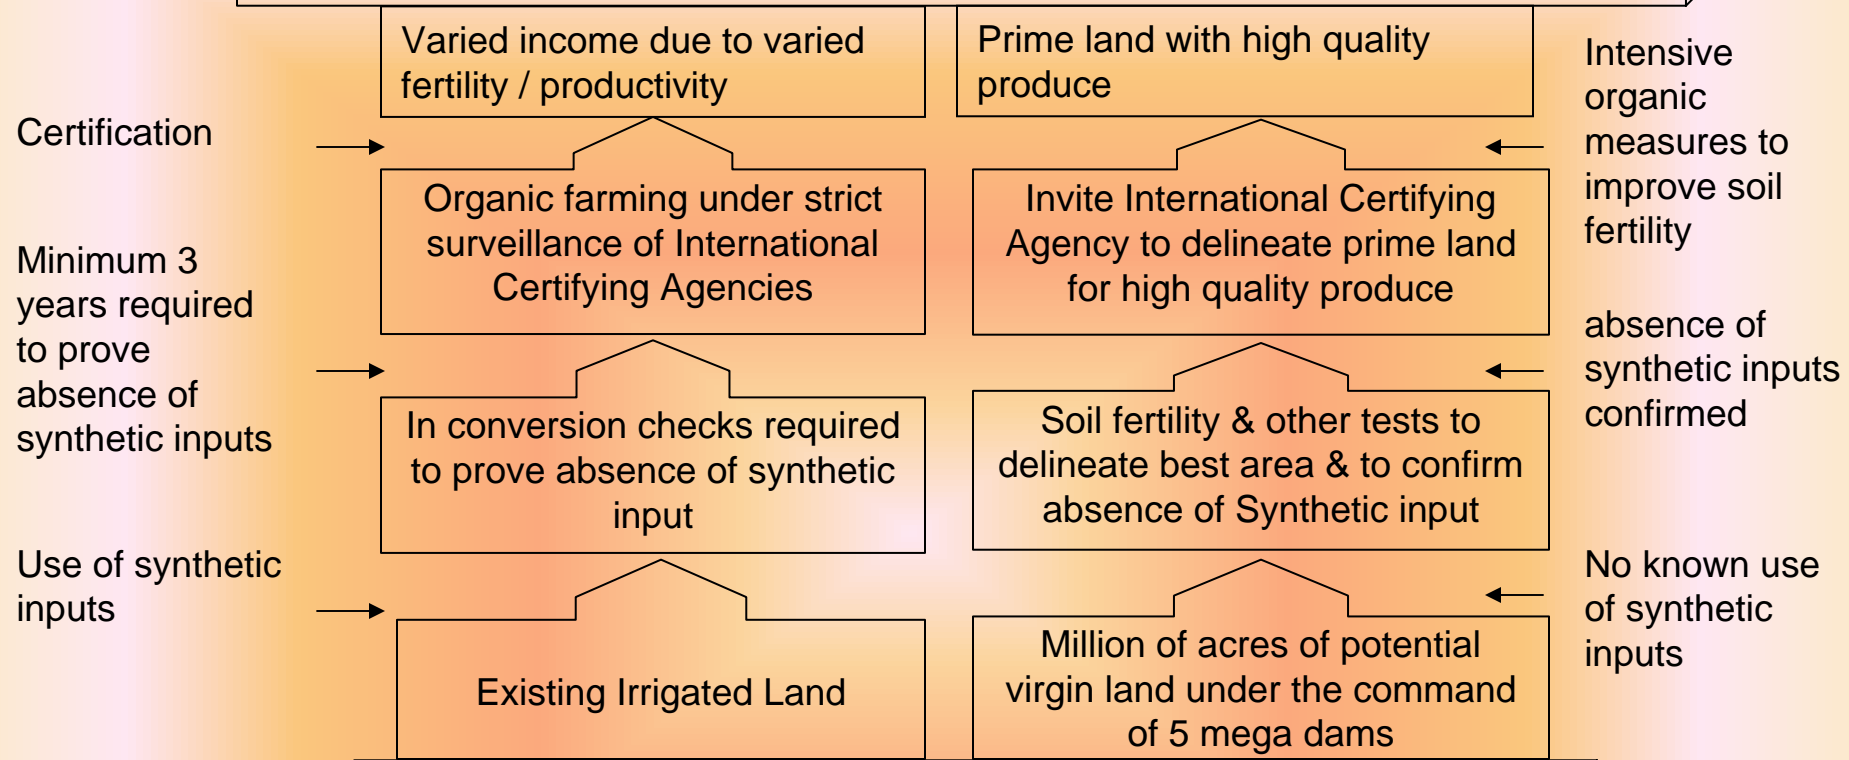 Varied income due to varied
fertility / productivity
Prime land with high quality
produce
Certification
Intensive
organic
measures to
improve soil
fertility
Organic farming under strict
surveillance of International
Certifying Agencies
Invite International Certifying
Agency to delineate prime land
for high quality produce
Minimum 3
years required
to prove
absence of
synthetic inputs
absence of
synthetic inputs
confirmed
In conversion checks required
to prove absence of synthetic
input
Soil fertility & other tests to
delineate best area & to confirm
absence of Synthetic input
Use of synthetic
inputs
No known use
of synthetic
inputs
Existing Irrigated Land
Million of acres of potential
virgin land under the command
of 5 mega dams